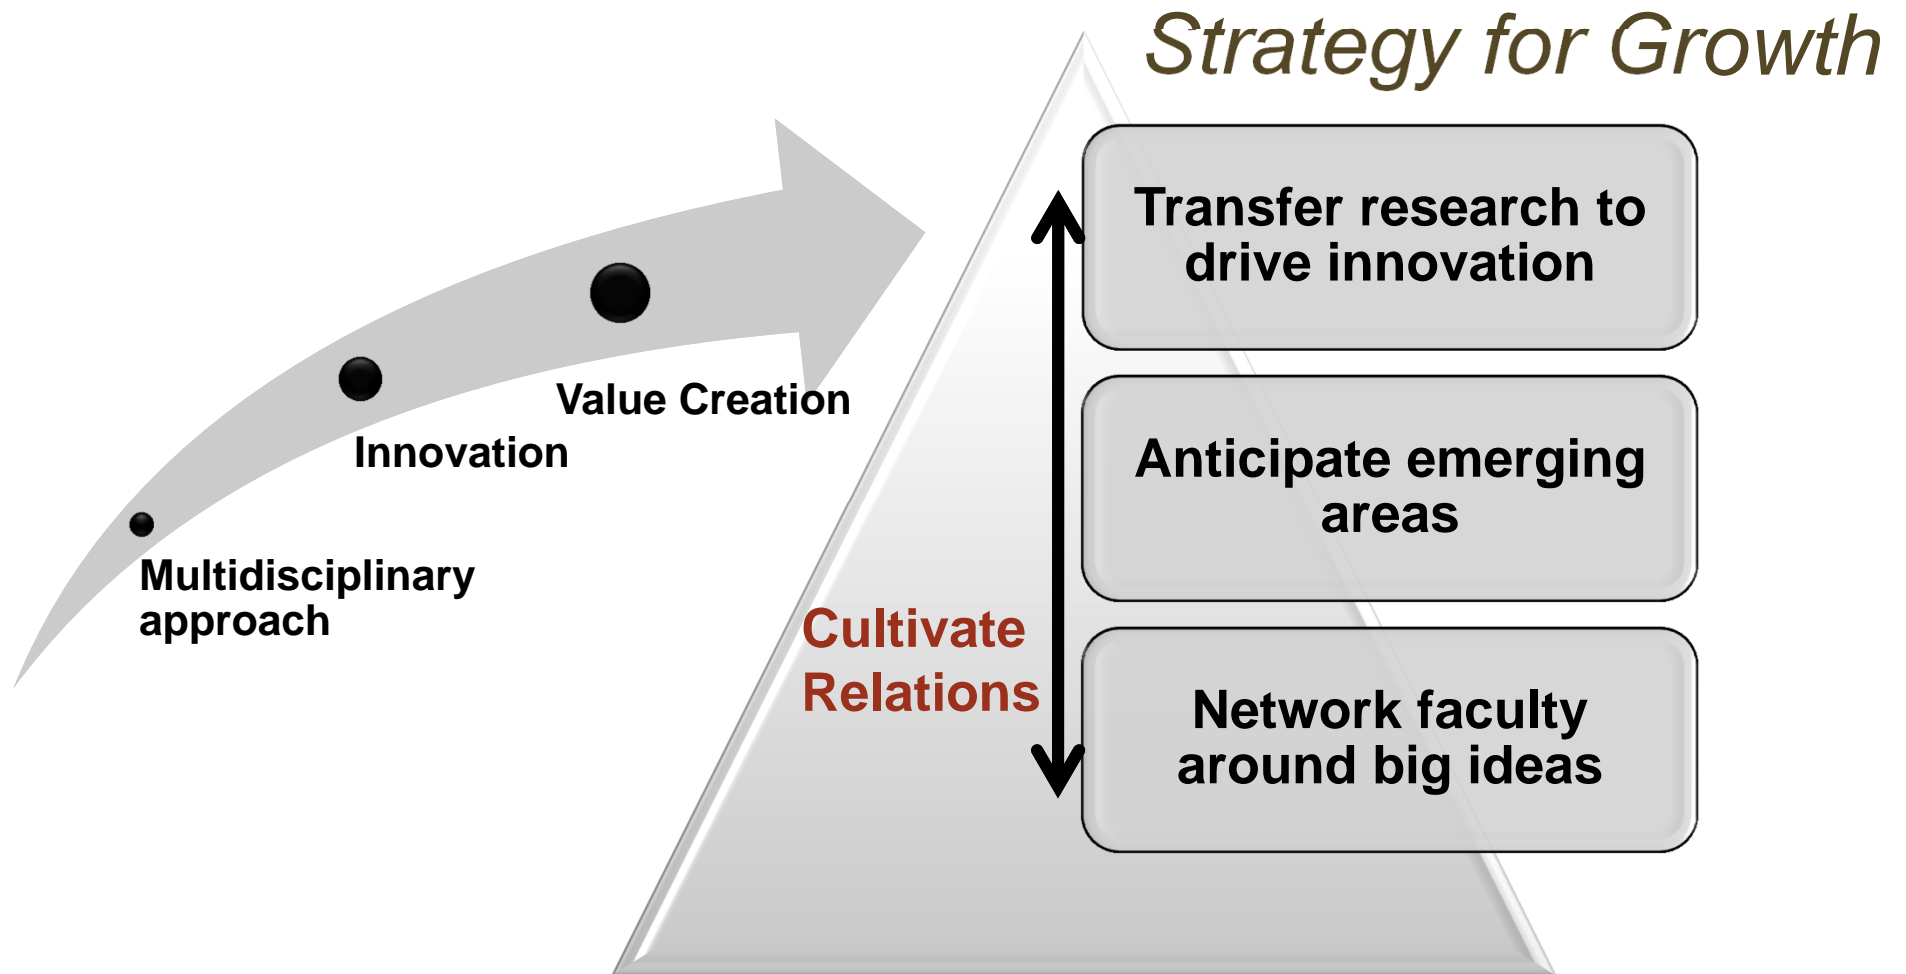 Strategy for Growth
Transfer research to
drive innovation
Value Creation
Innovation
Anticipate emerging
areas
Multidisciplinary
approach
Cultivate
Relations
Network faculty
around big ideas